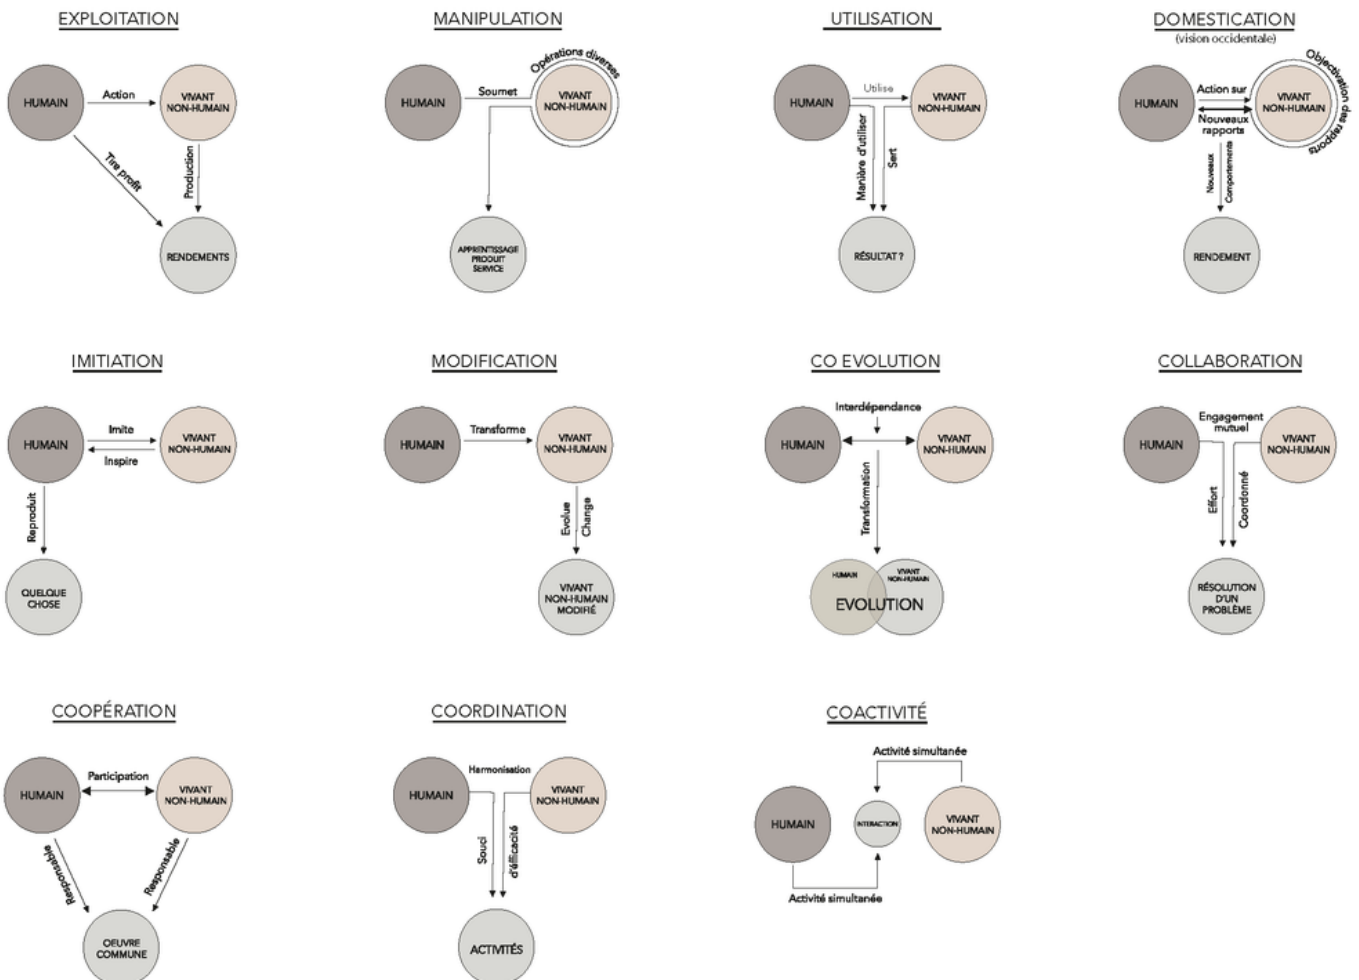 EXPLOITATION
HUMAIN
Action
VIVANT
NON-HUMAIN
Tire profit
Production
RENDEMENTS
MANIPULATION
HUMAIN
Soumet
Opérations diverses
VIVANT
NON-HUMAIN
APPRENTISSAGE
PRODUIT
SERVICE
UTILISATION
HUMAIN
Utilise
VIVANT
NON-HUMAIN
Manière d'utiliser
Sert
RÉSULTAT ?
DOMESTICATION
(vision occidentale)
HUMAIN
Action sur
Nouveaux
rapports
VIVANT
NON-HUMAIN
Objectivation des rapports
Nouveaux
Comportements
RENDEMENT
IMITIATION
HUMAIN
Imite
Inspire
VIVANT
NON-HUMAIN
Reproduit
QUELQUE
CHOSE
MODIFICATION
HUMAIN
Transforme
VIVANT
NON-HUMAIN
Evolue
Change
VIVANT
NON-HUMAIN
MODIFIÉ
CO EVOLUTION
Interdépendance
HUMAIN
VIVANT
NON-HUMAIN
Transformation
HUMAIN
VIVANT
NON-HUMAIN
EVOLUTION
COLLABORATION
HUMAIN
Engagement
mutuel
VIVANT
NON-HUMAIN
Effort
Coordonné
RÉSOLUTION
D'UN
PROBLÈME
COOPÉRATION
HUMAIN
Participation
VIVANT
NON-HUMAIN
Responsable
Responsable
OEUVRE
COMMUNE
COORDINATION
HUMAIN
Harmonisation
VIVANT
NON-HUMAIN
Souci
d'éfficacité
ACTIVITÉS
COACTIVITÉ
Activité simultanée
HUMAIN
INTERACTION
VIVANT
NON-HUMAIN
Activité simultanée